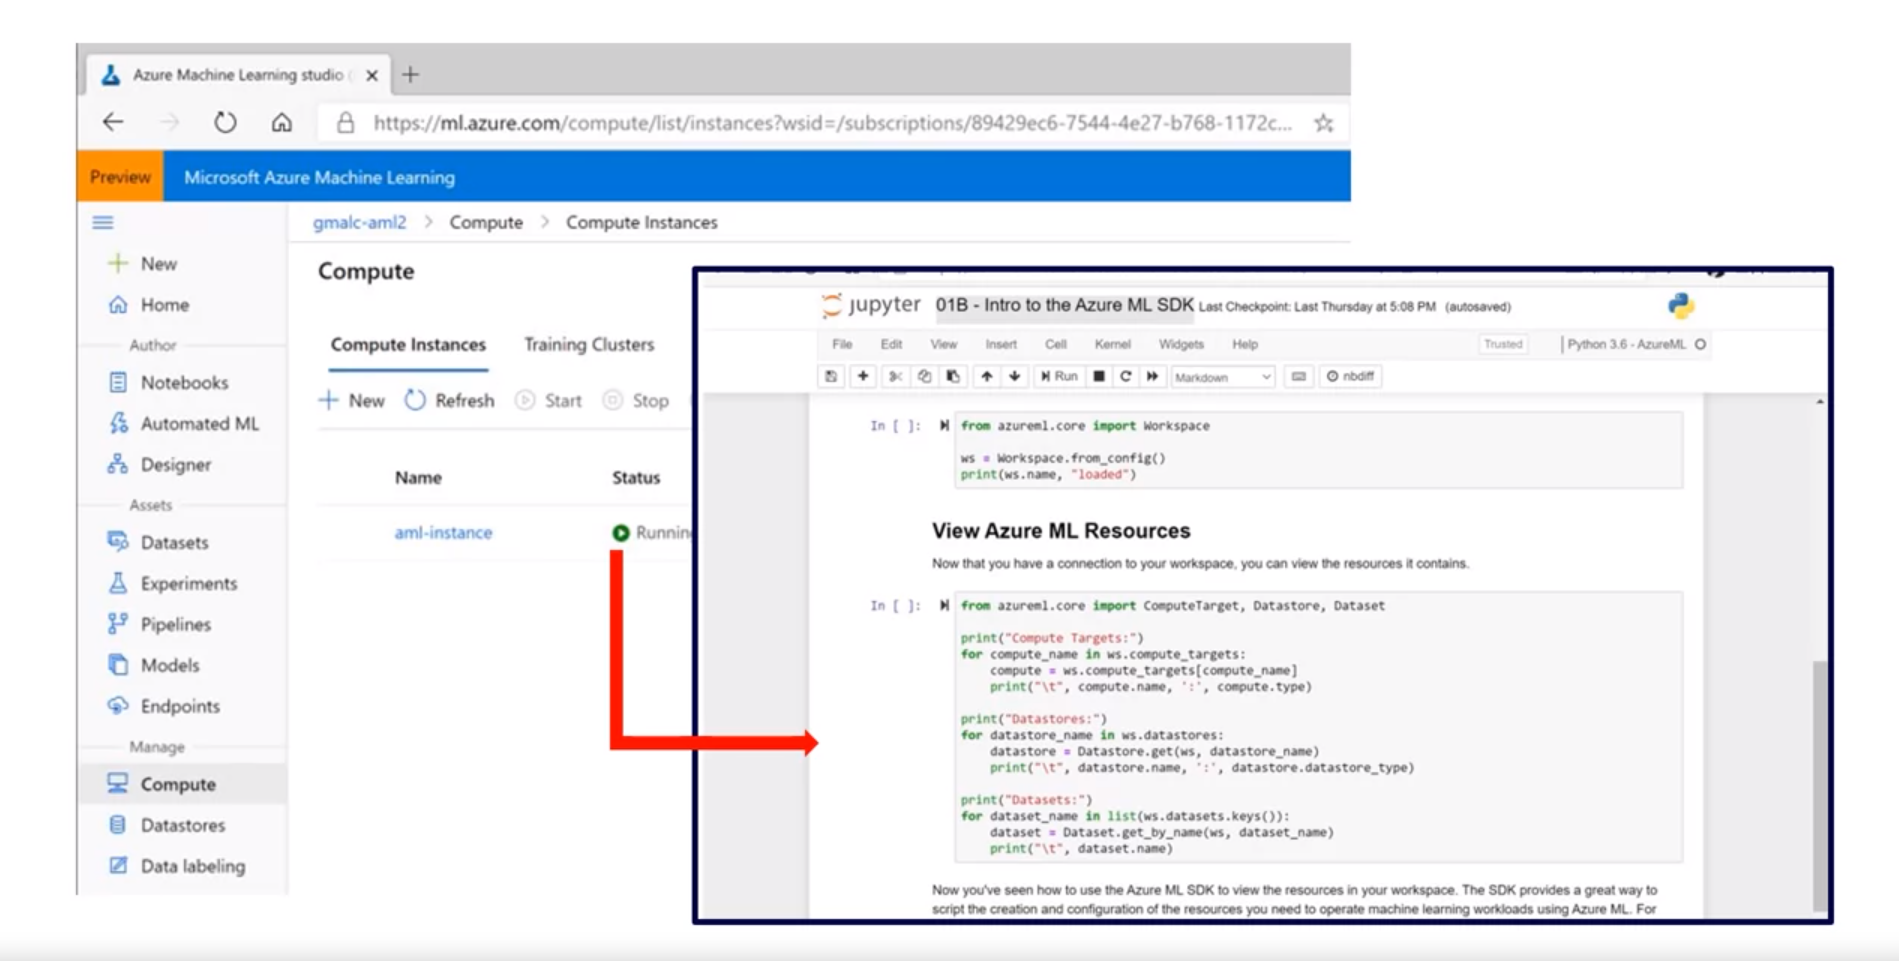 Azure Machine Learning studio (
https://ml.azure.com/compute/list/instances?wsid=/subscriptions/89429ec6-7544-4e27-b768-1172c...
Preview
Microsoft Azure Machine Learning
gmalc-aml2 > Compute > Compute Instances
New
Home
Author
Notebooks
Automated ML
Designer
Assets
Datasets
Experiments
Pipelines
Models
Endpoints
Manage
Compute
Datastores
Data labeling
Compute
Compute Instances Training Clusters
New Refresh Start Stop
Name Status
aml-instance Runnin
jupyter 01B - Intro to the Azure ML SDK Last Checkpoint: Last Thursday at 5:08 PM (autosaved)
File Edit View Insert Cell Kernel Widgets Help Trusted Python 3.6 - AzureML
Run Markdown nbdiff
In [ ]: from azureml.core import Workspace
ws = Workspace.from_config()
print(ws.name, "loaded")
View Azure ML Resources
Now that you have a connection to your workspace, you can view the resources it contains.
In [ ]: from azureml.core import ComputeTarget, Datastore, Dataset
print("Compute Targets:")
for compute_name in ws.compute_targets:
    compute = ws.compute_targets[compute_name]
    print("\t", compute.name, ':', compute.type)
print("Datastores:")
for datastore_name in ws.datastores:
    datastore = Datastore.get(ws, datastore_name)
    print("\t", datastore.name, ':', datastore.datastore_type)
print("Datasets:")
for dataset_name in list(ws.datasets.keys()):
    dataset = Dataset.get_by_name(ws, dataset_name)
    print("\t", dataset.name)
Now you've seen how to use the Azure ML SDK to view the resources in your workspace. The SDK provides a great way to
script the creation and configuration of the resources you need to operate machine learning workloads using Azure ML. For